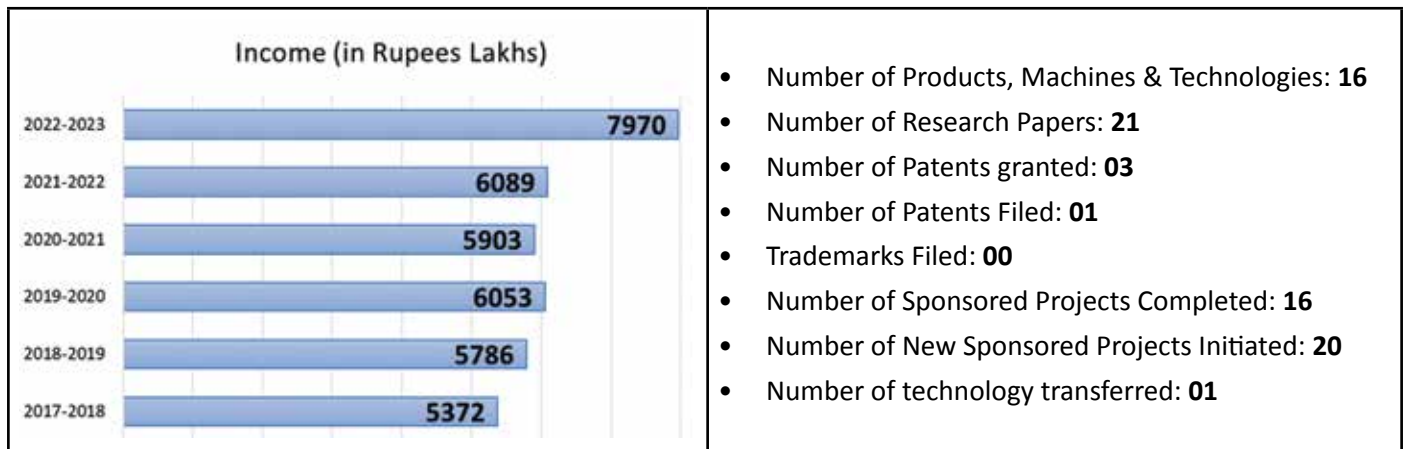 Income (in Rupees Lakhs)
2022-2023 7970
2021-2022 6089
2020-2021 5903
2019-2020 6053
2018-2019 5786
2017-2018 5372
• Number of Products, Machines & Technologies: 16
• Number of Research Papers: 21
• Number of Patents granted: 03
• Number of Patents Filed: 01
• Trademarks Filed: 00
• Number of Sponsored Projects Completed: 16
• Number of New Sponsored Projects Initiated: 20
• Number of technology transferred: 01